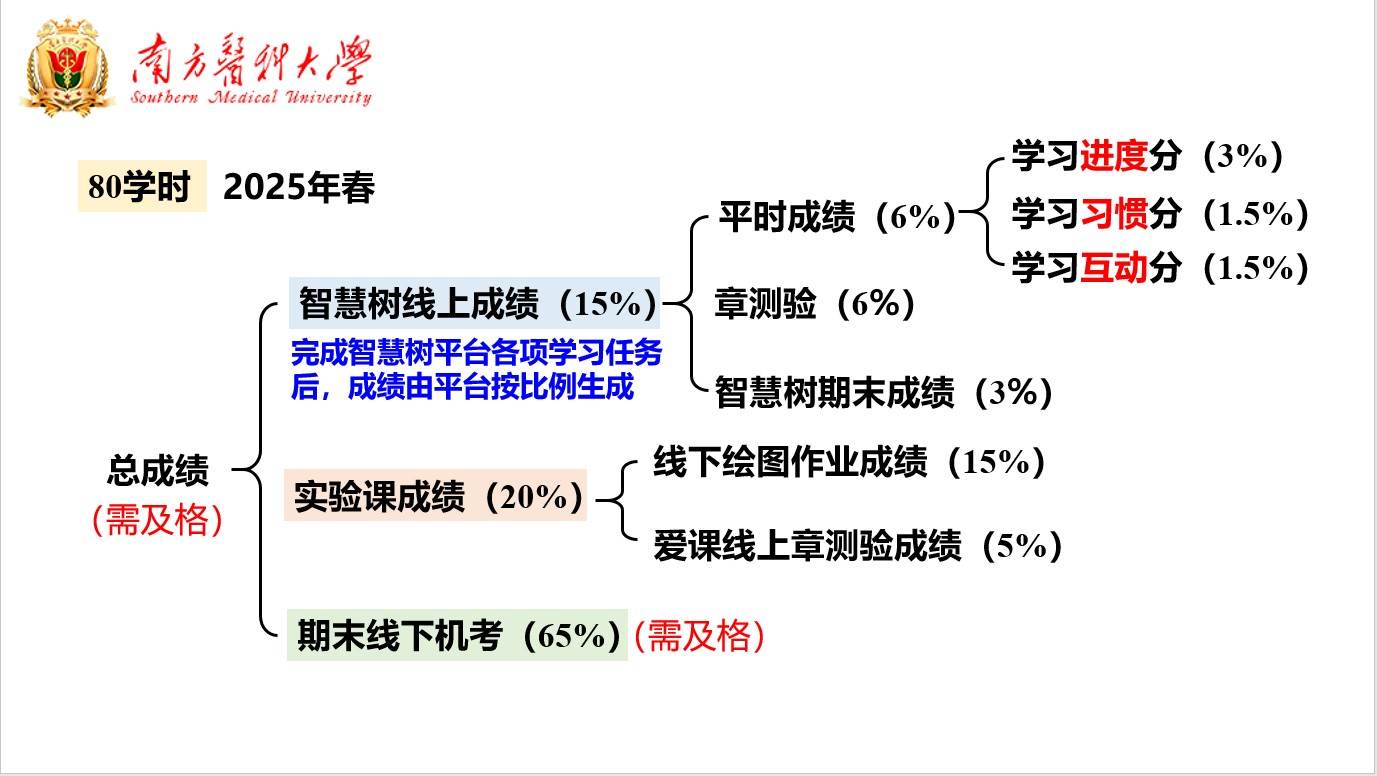 南方醫科大學
Southern Medical University
80学时 2025年春
总成绩
（需及格）
智慧树线上成绩（15%）
完成智慧树平台各项学习任务
后，成绩由平台按比例生成
平时成绩（6%）
学习进度分（3%）
学习习惯分（1.5%）
学习互动分（1.5%）
章测验（6%）
智慧树期末成绩（3%）
实验课成绩（20%）
线下绘图作业成绩（15%）
爱课线上章测验成绩（5%）
期末线下机考（65%）（需及格）